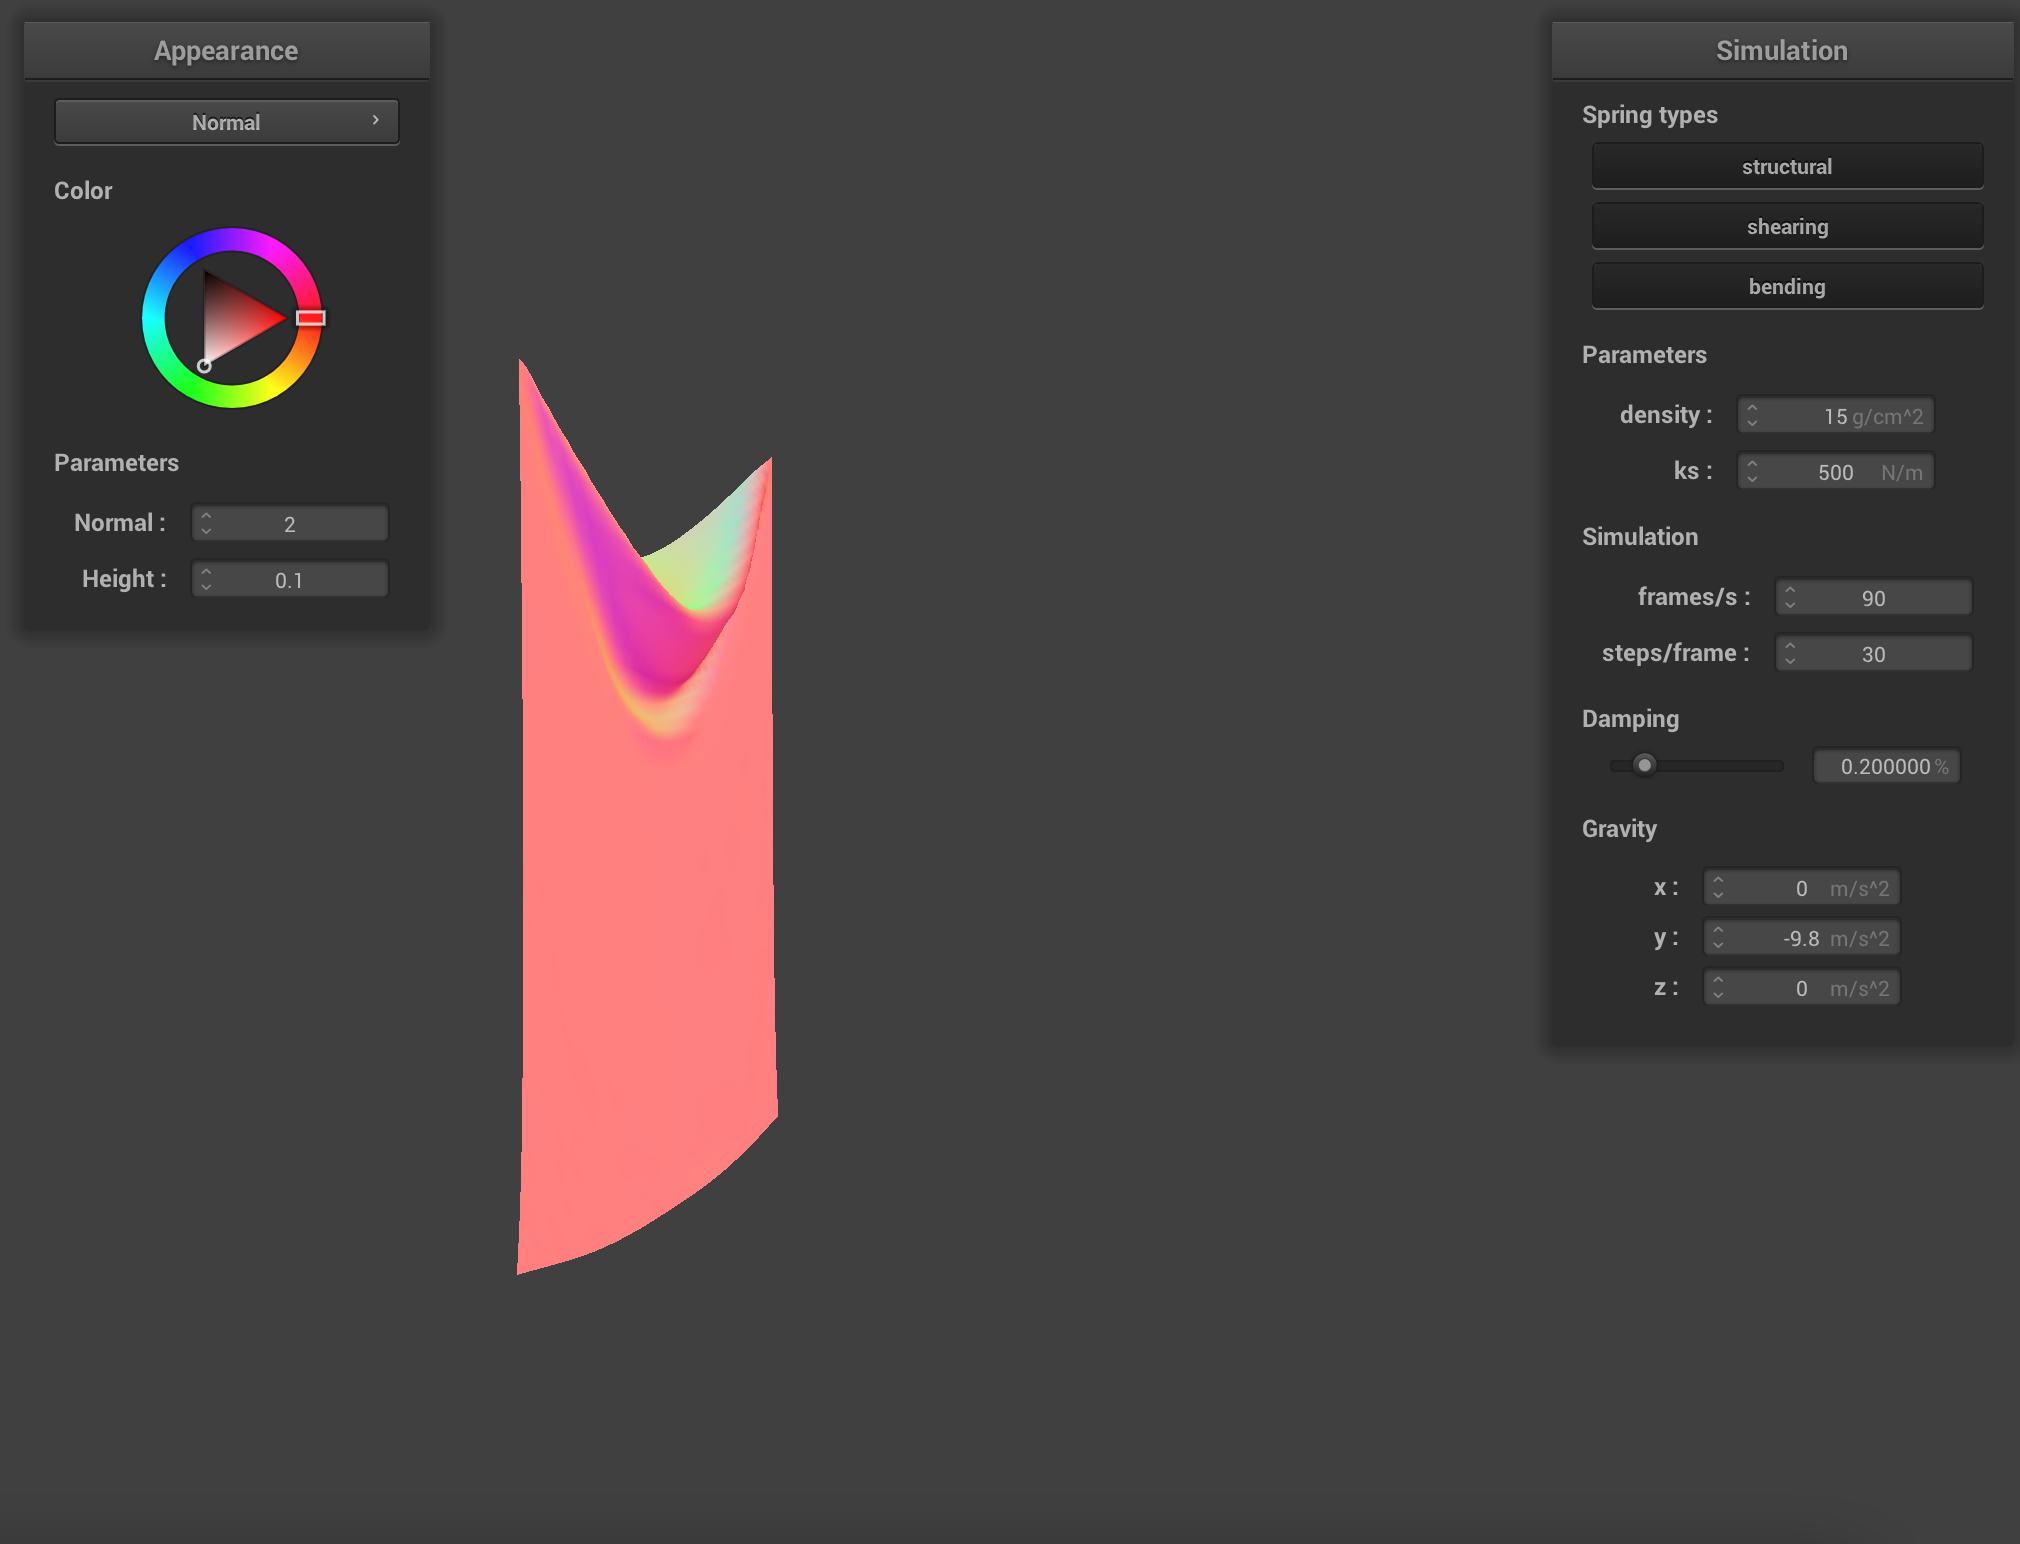 Appearance
Normal
Color
Parameters
Normal : 2
Height : 0.1
Simulation
Spring types
structural
shearing
bending
Parameters
density : 15 g/cm^2
ks : 500 N/m
Simulation
frames/s : 90
steps/frame : 30
Damping
0.200000 %
Gravity
x : 0 m/s^2
y : -9.8 m/s^2
z : 0 m/s^2